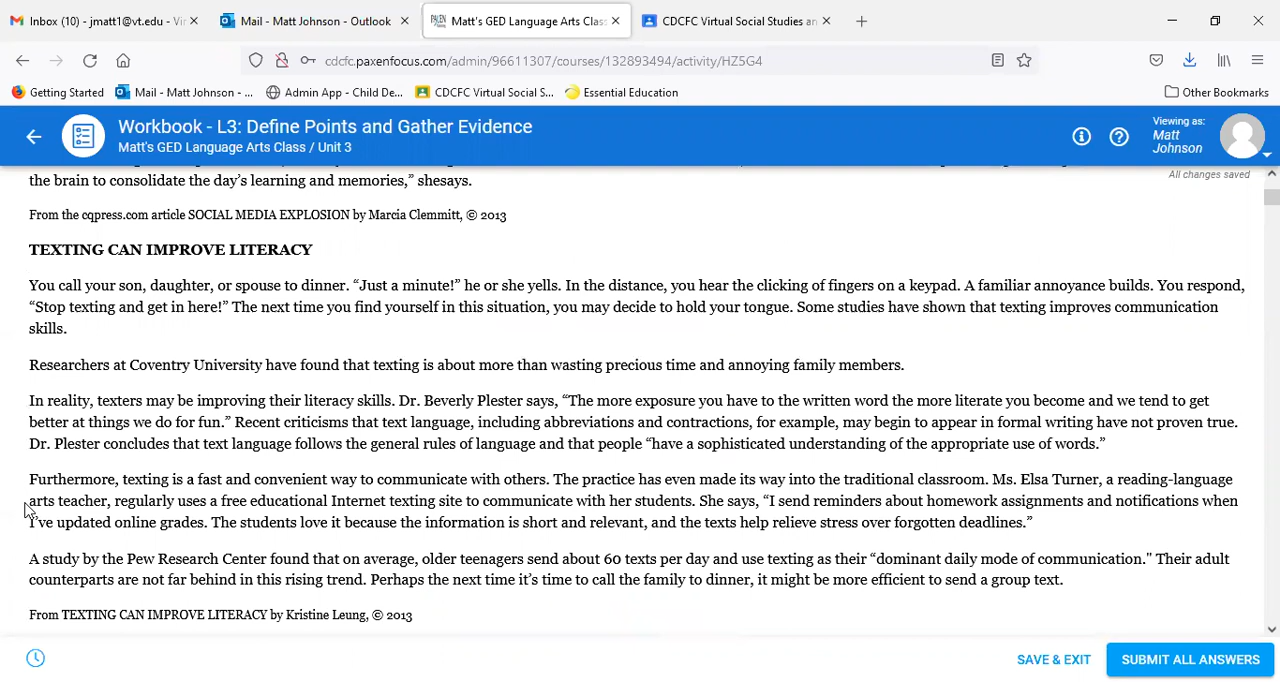 Inbox (10) - jmatt1@vt.edu - Vir
Mail - Matt Johnson - Outlook
PAXEN
Matt's GED Language Arts Clas
CDCFC Virtual Social Studies an
cdcfc.paxenfocus.com/admin/96611307/courses/132893494/activity/HZ5G4
Getting Started
Mail - Matt Johnson - ...
Admin App - Child De...
CDCFC Virtual Social S...
Essential Education
Other Bookmarks
Workbook - L3: Define Points and Gather Evidence
Matt's GED Language Arts Class / Unit 3
Viewing as:
Matt
Johnson
All changes saved
the brain to consolidate the day's learning and memories,” shesays.
From the cqpress.com article SOCIAL MEDIA EXPLOSION by Marcia Clemmitt, © 2013
TEXTING CAN IMPROVE LITERACY
You call your son, daughter, or spouse to dinner. “Just a minute!” he or she yells. In the distance, you hear the clicking of fingers on a keypad. A familiar annoyance builds. You respond,
“Stop texting and get in here!” The next time you find yourself in this situation, you may decide to hold your tongue. Some studies have shown that texting improves communication
skills.
Researchers at Coventry University have found that texting is about more than wasting precious time and annoying family members.
In reality, texters may be improving their literacy skills. Dr. Beverly Plester says, “The more exposure you have to the written word the more literate you become and we tend to get
better at things we do for fun.” Recent criticisms that text language, including abbreviations and contractions, for example, may begin to appear in formal writing have not proven true.
Dr. Plester concludes that text language follows the general rules of language and that people “have a sophisticated understanding of the appropriate use of words.”
Furthermore, texting is a fast and convenient way to communicate with others. The practice has even made its way into the traditional classroom. Ms. Elsa Turner, a reading-language
arts teacher, regularly uses a free educational Internet texting site to communicate with her students. She says, “I send reminders about homework assignments and notifications when
I've updated online grades. The students love it because the information is short and relevant, and the texts help relieve stress over forgotten deadlines.”
A study by the Pew Research Center found that on average, older teenagers send about 60 texts per day and use texting as their “dominant daily mode of communication." Their adult
counterparts are not far behind in this rising trend. Perhaps the next time it's time to call the family to dinner, it might be more efficient to send a group text.
From TEXTING CAN IMPROVE LITERACY by Kristine Leung, © 2013
SAVE & EXIT
SUBMIT ALL ANSWERS